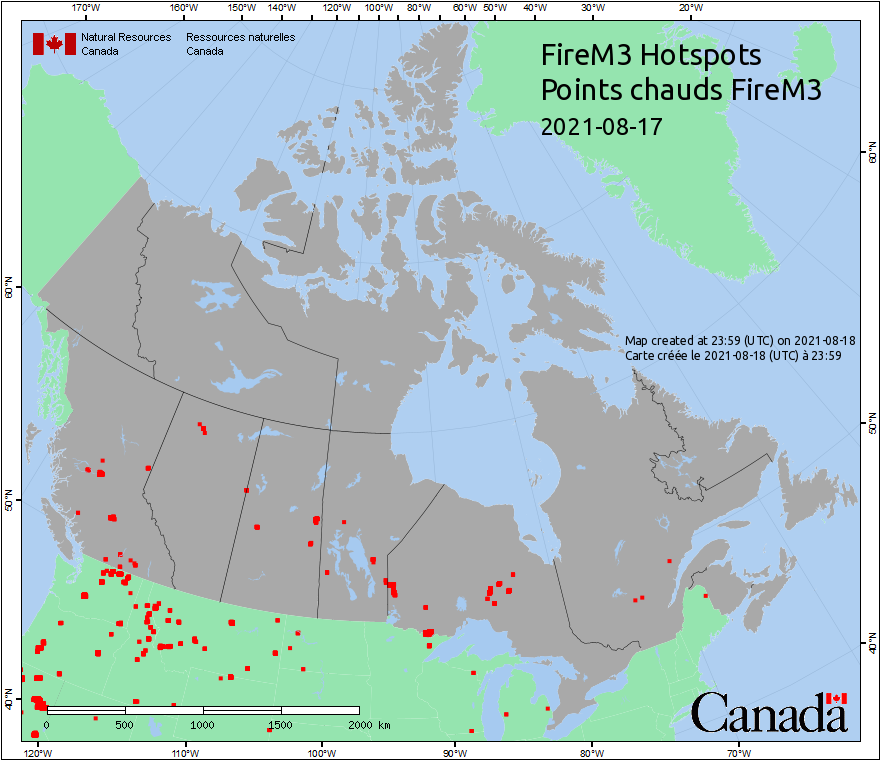 170°W 160°W 150°W 140°W 130°W 120°W 110°W 100°W 90°W 80°W 70°W 60°W 50°W 40°W 30°W 20°W
Natural Resources Ressources naturelles
Canada Canada
FireM3 Hotspots
Points chauds FireM3
2021-08-17
60°N
60°N
Map created at 23:59 (UTC) on 2021-08-18
Carte créée le 2021-08-18 (UTC) à 23:59
50°N
50°N
40°N
40°N
0 500 1000 1500 2000 km
Canada
120°W 110°W 100°W 90°W 80°W 70°W